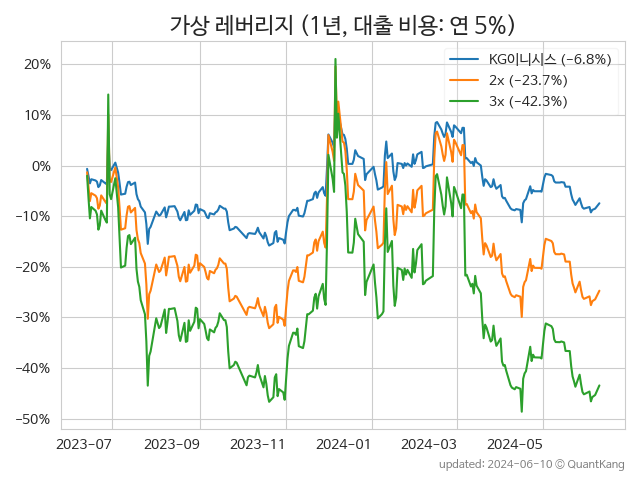 가상 레버리지 (1년, 대출 비용: 연 5%)
KG이니시스 (−6.8%)
2x (−23.7%)
3x (−42.3%)
20%
10%
0%
−10%
−20%
−30%
−40%
−50%
2023-07
2023-09
2023-11
2024-01
2024-03
2024-05
updated: 2024-06-10 © QuantKang